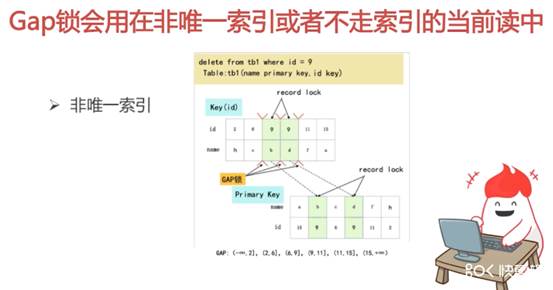 Gap锁会用在非唯一索引或者不走索引的当前读中
delete from tb1 where id = 9
Table:tb1(name primary key,id key)
➢ 非唯一索引
record lock
Key(id)
id 2 6 9 9 11 15
name h c b d f a
GAP锁
record lock
Primary Key
name a b c d f h
id 15 9 6 9 11 2
GAP: (-∞,2], (2,6], (6,9], (9,11], (11,15], (15,+∞)